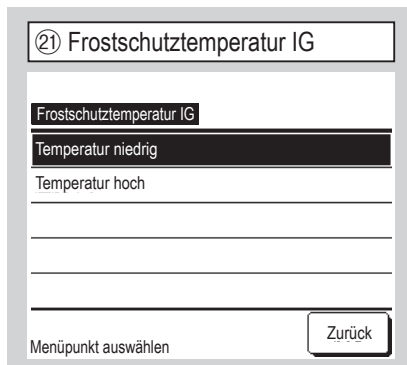 ㉑ Frostschutztemperatur IG
Frostschutztemperatur IG
Temperatur niedrig
Temperatur hoch
Zurück
Menüpunkt auswählen